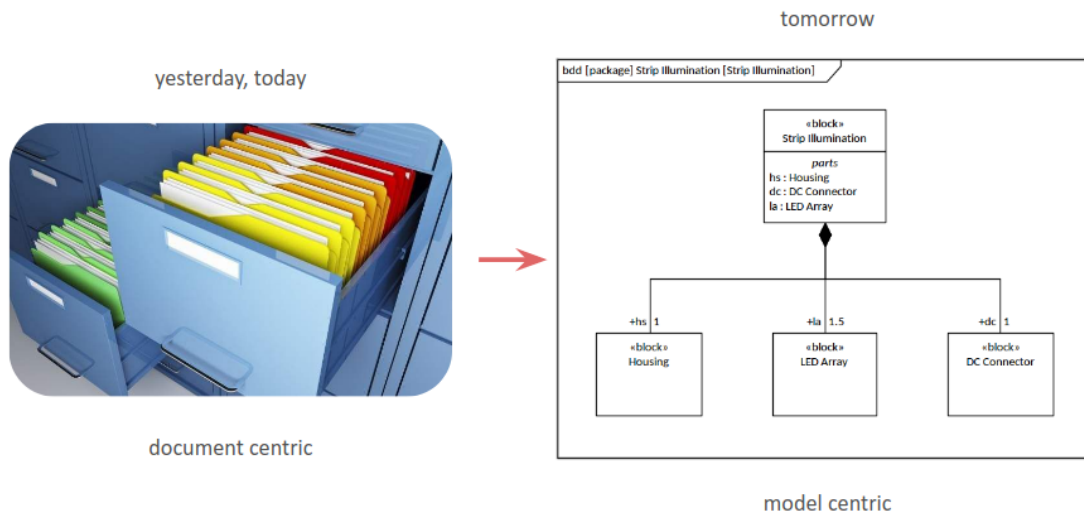 yesterday, today
document centric
tomorrow
bdd [package] Strip Illumination [Strip Illumination]
«block»
Strip Illumination
parts
hs : Housing
dc : DC Connector
la : LED Array
+hs 1
+la 1.5
+dc 1
«block»
Housing
«block»
LED Array
«block»
DC Connector
model centric